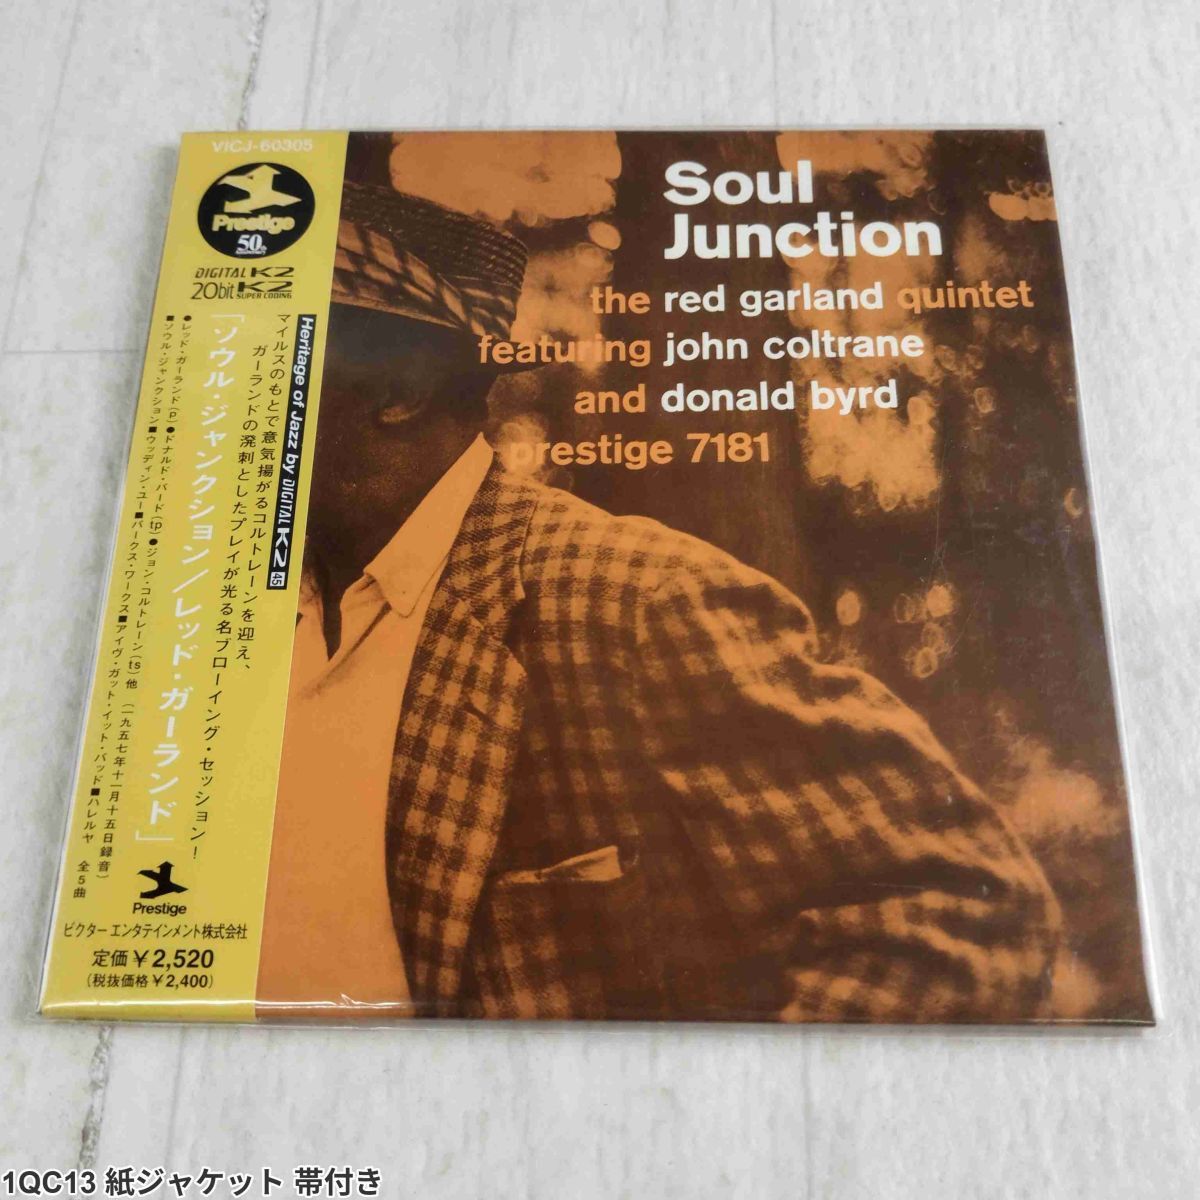 VICJ-60305
Prestige
50th
Anniversary
DIGITAL K2
20bit K2
SUPER CODING
Heritage of Jazz by DIGITAL K2 45
マイルスのもとで意気揚がるコルトレーンを迎え、
ガーランドの溌刺としたプレイが光る名ブローイング・セッション!
「ソウル・ジャンクション/レッド・ガーランド」
●レッド・ガーランド(p)●ドナルド・バード(tp)●ジョン・コルトレーン(ts)他 (一九五七年十一月十五日録音)
■ソウル・ジャンクション■ウッディン・ユー■バークス・ワークス■アイヴ・ガット・イット・バッド■ハレルヤ 全5曲
Prestige
ビクター エンタテインメント株式会社
定価¥2,520
(税抜価格¥2,400)
Soul
Junction
the red garland quintet
featuring john coltrane
and donald byrd
prestige 7181
1QC13 紙ジャケット 帯付き